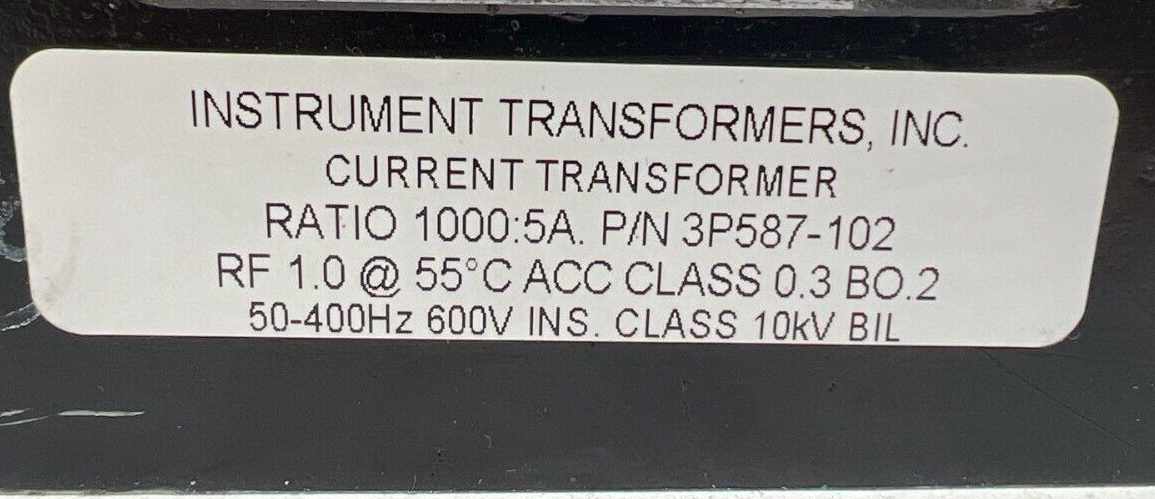 INSTRUMENT TRANSFORMERS, INC.
CURRENT TRANSFORMER
RATIO 1000:5A. P/N 3P587-102
RF 1.0 @ 55°C ACC CLASS 0.3 BO.2
50-400Hz 600V INS. CLASS 10kV BIL